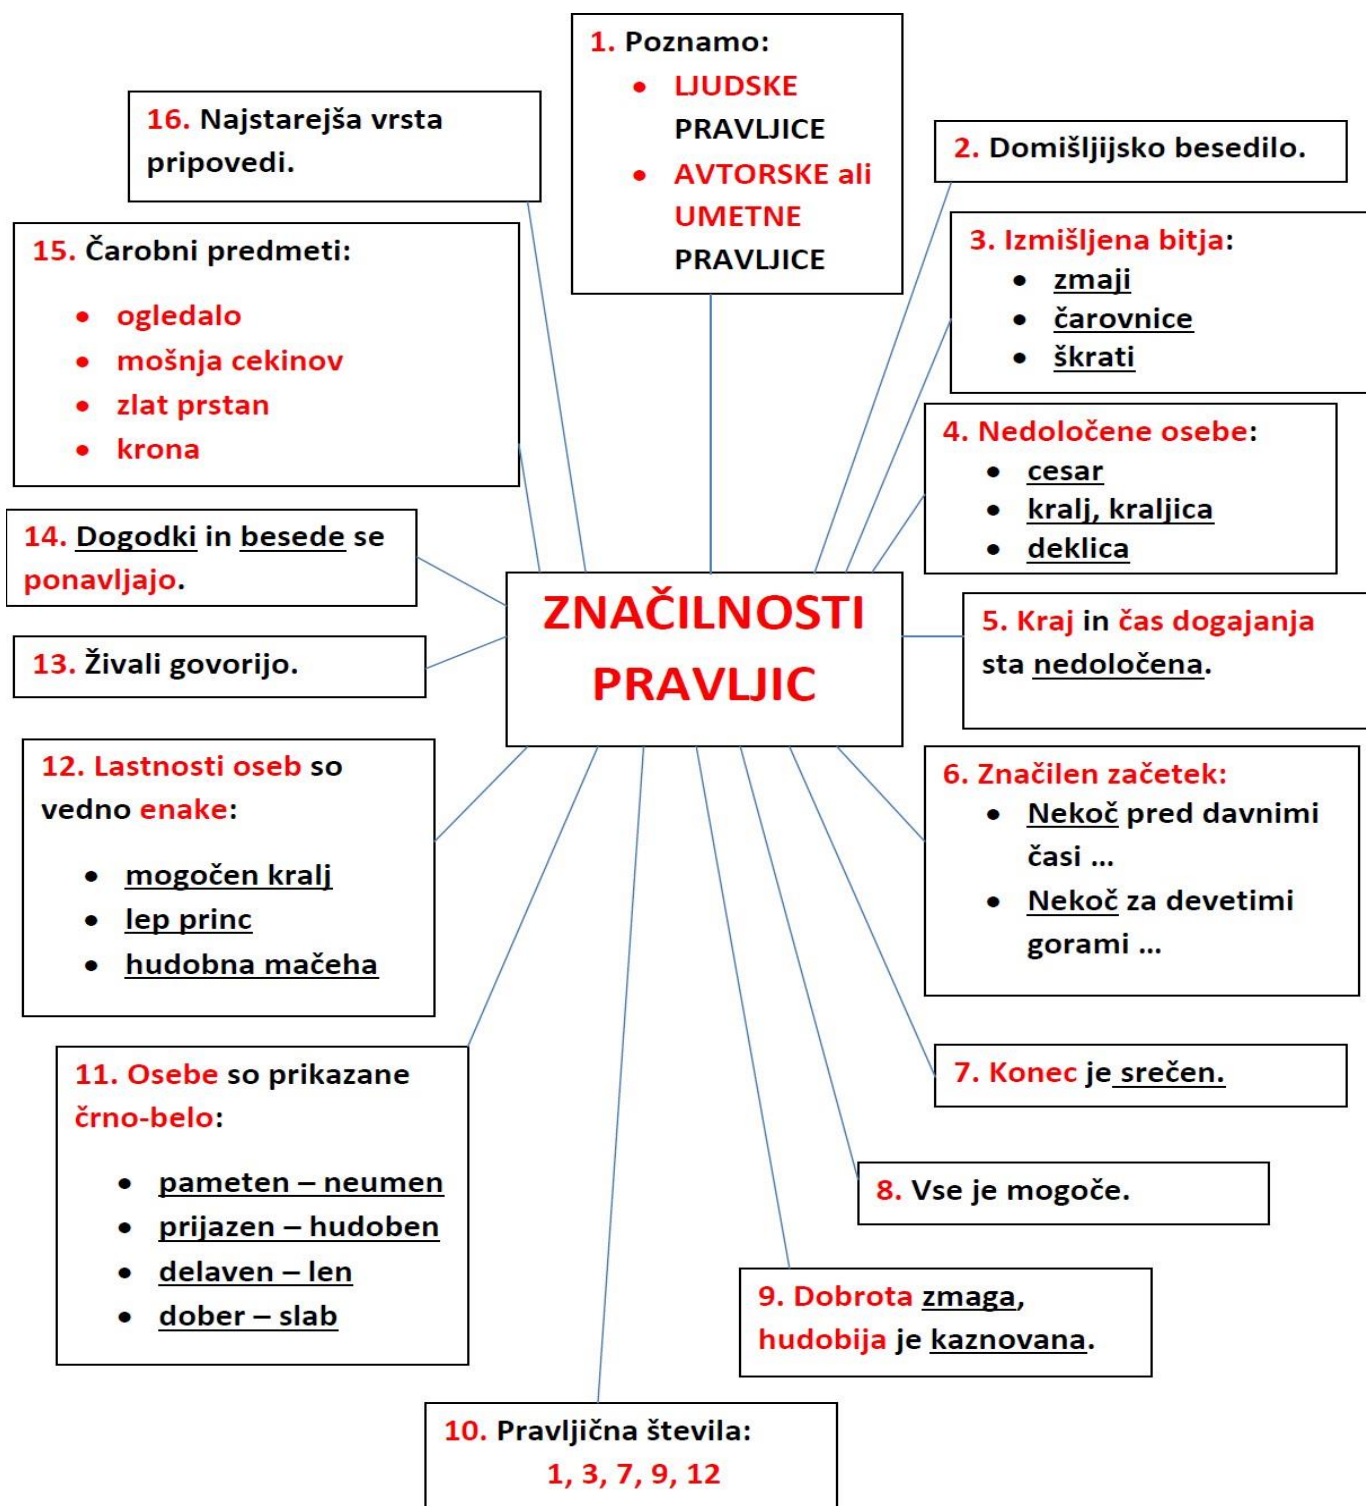 ZNAČILNOSTI
PRAVLJIC
1. Poznamo:
• LJUDSKE
PRAVLJICE
• AVTORSKE ali
UMETNE
PRAVLJICE
2. Domišljijsko besedilo.
3. Izmišljena bitja:
• zmaji
• čarovnice
• škrati
4. Nedoločene osebe:
• cesar
• kralj, kraljica
• deklica
5. Kraj in čas dogajanja
sta nedoločena.
6. Značilen začetek:
• Nekoč pred davnimi
časi ...
• Nekoč za devetimi
gorami ...
7. Konec je srečen.
8. Vse je mogoče.
9. Dobrota zmaga,
hudobija je kaznovana.
10. Pravljična števila:
1, 3, 7, 9, 12
11. Osebe so prikazane
črno-belo:
• pameten – neumen
• prijazen – hudoben
• delaven – len
• dober – slab
12. Lastnosti oseb so
vedno enake:
• mogočen kralj
• lep princ
• hudobna mačeha
13. Živali govorijo.
14. Dogodki in besede se
ponavljajo.
15. Čarobni predmeti:
• ogledalo
• mošnja cekinov
• zlat prstan
• krona
16. Najstarejša vrsta
pripovedi.